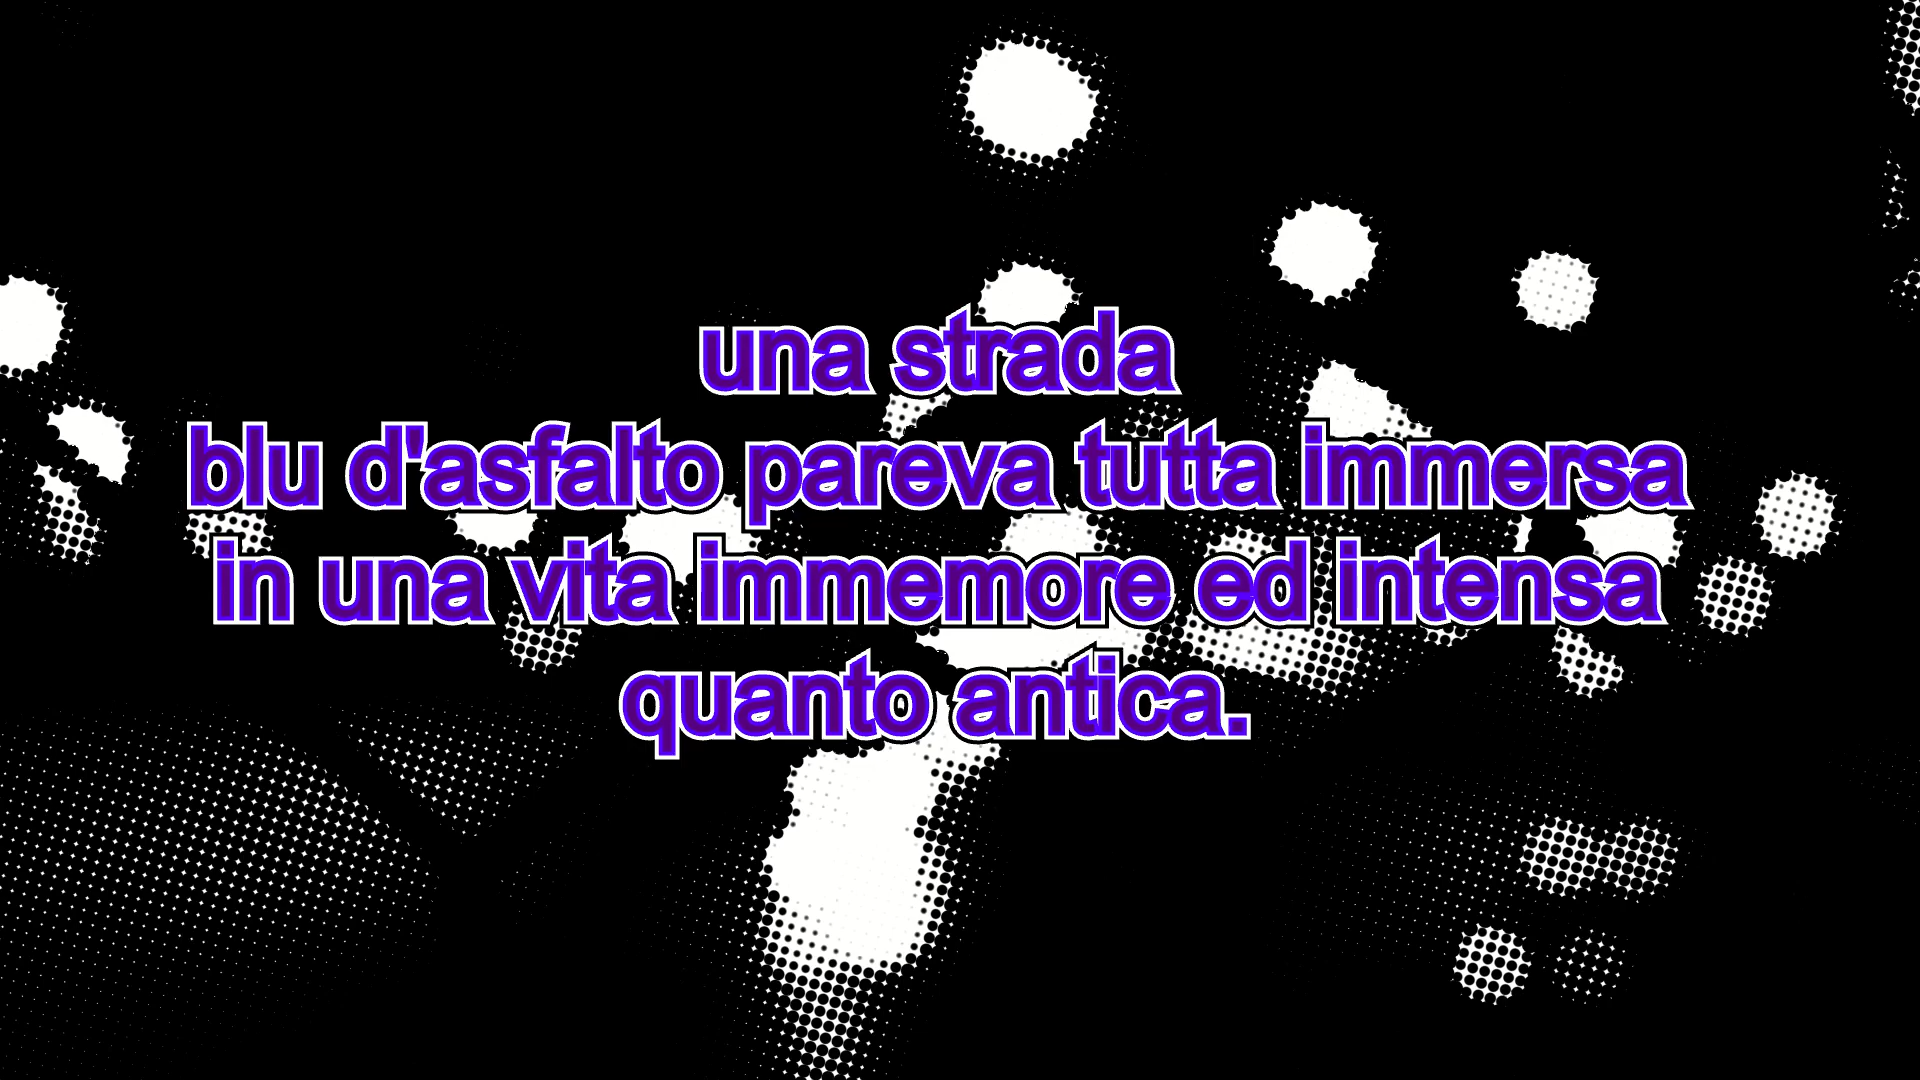 una strada
blu d'asfalto pareva tutta immersa
in una vita immemore ed intensa
quanto antica.